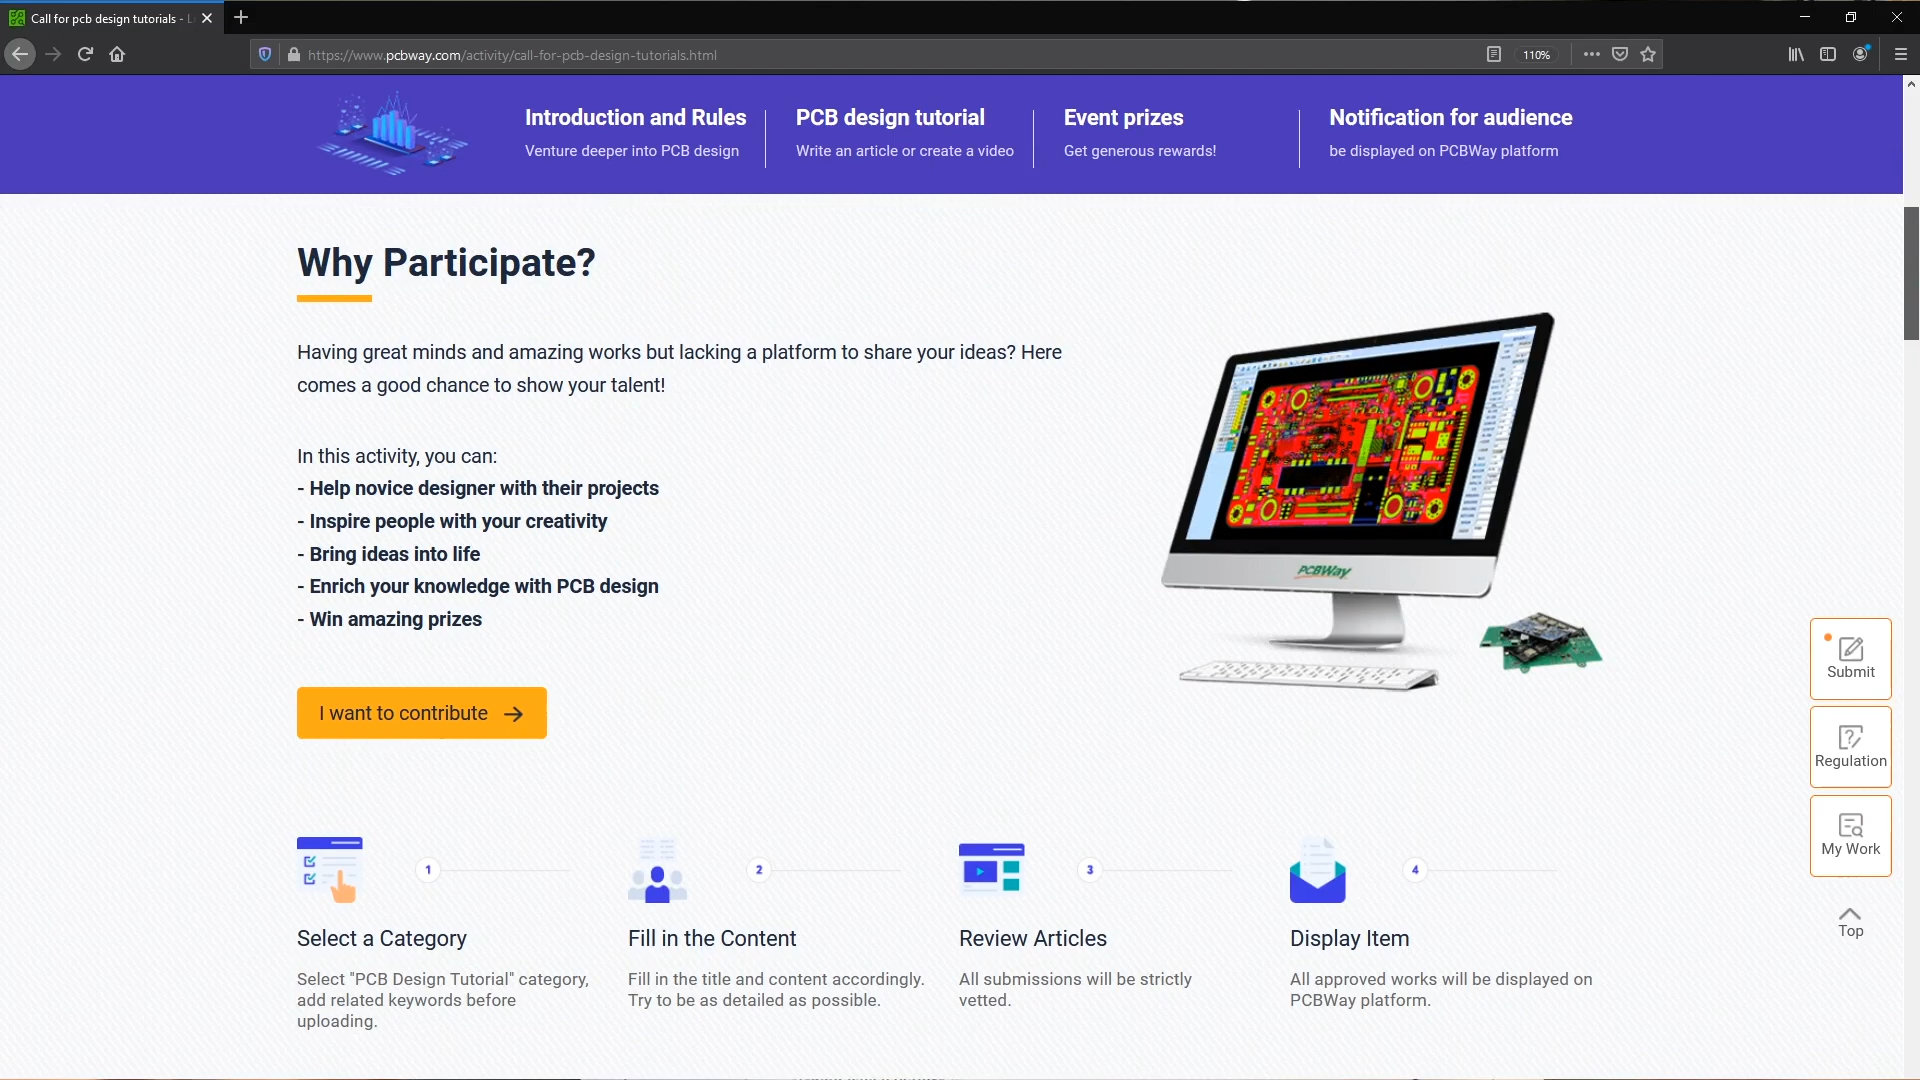 Call for pcb design tutorials - L
https://www.pcbway.com/activity/call-for-pcb-design-tutorials.html
110%
Introduction and Rules
Venture deeper into PCB design
PCB design tutorial
Write an article or create a video
Event prizes
Get generous rewards!
Notification for audience
be displayed on PCBWay platform
Why Participate?
Having great minds and amazing works but lacking a platform to share your ideas? Here
comes a good chance to show your talent!
In this activity, you can:
- Help novice designer with their projects
- Inspire people with your creativity
- Bring ideas into life
- Enrich your knowledge with PCB design
- Win amazing prizes
I want to contribute
PCBWay
Submit
Regulation
My Work
Top
1
Select a Category
Select "PCB Design Tutorial" category,
add related keywords before
uploading.
2
Fill in the Content
Fill in the title and content accordingly.
Try to be as detailed as possible.
3
Review Articles
All submissions will be strictly
vetted.
4
Display Item
All approved works will be displayed on
PCBWay platform.